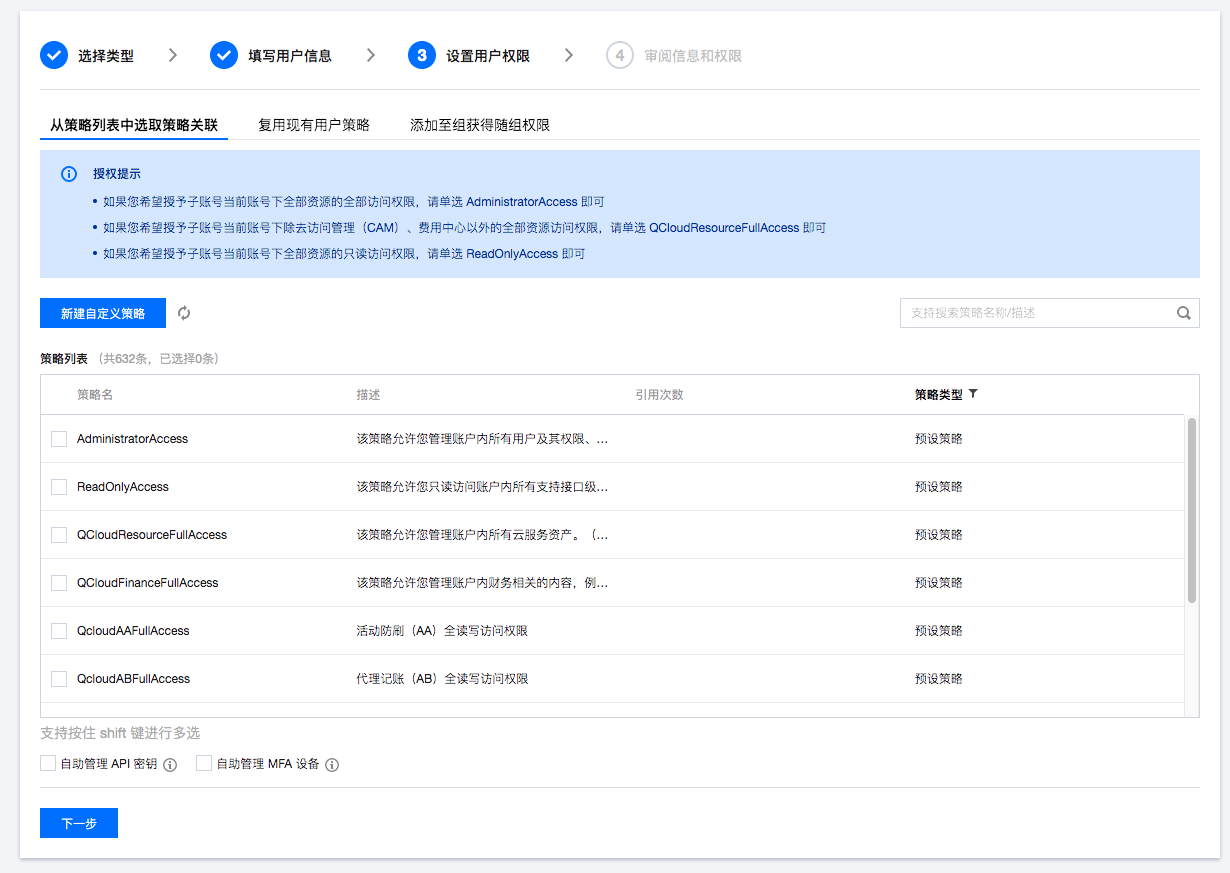 选择类型 填写用户信息 3 设置用户权限 4 审阅信息和权限
从策略列表中选取策略关联 复用现有用户策略 添加至组获得随组权限
授权提示
• 如果您希望授予子账号当前账号下全部资源的全部访问权限，请单选 AdministratorAccess 即可
• 如果您希望授予子账号当前账号下除去访问管理（CAM）、费用中心以外的全部资源访问权限，请单选 QCloudResourceFullAccess 即可
• 如果您希望授予子账号当前账号下全部资源的只读访问权限，请单选 ReadOnlyAccess 即可
新建自定义策略 支持搜索策略名称/描述
策略列表 （共632条，已选择0条）
策略名 描述 引用次数 策略类型
AdministratorAccess 该策略允许您管理账户内所有用户及其权限、... 预设策略
ReadOnlyAccess 该策略允许您只读访问账户内所有支持接口级... 预设策略
QCloudResourceFullAccess 该策略允许您管理账户内所有云服务资产。（... 预设策略
QCloudFinanceFullAccess 该策略允许您管理账户内财务相关的内容，例... 预设策略
QcloudAAFullAccess 活动防刷（AA）全读写访问权限 预设策略
QcloudABFullAccess 代理记账（AB）全读写访问权限 预设策略
支持按住 shift 键进行多选
自动管理 API 密钥 自动管理 MFA 设备
下一步